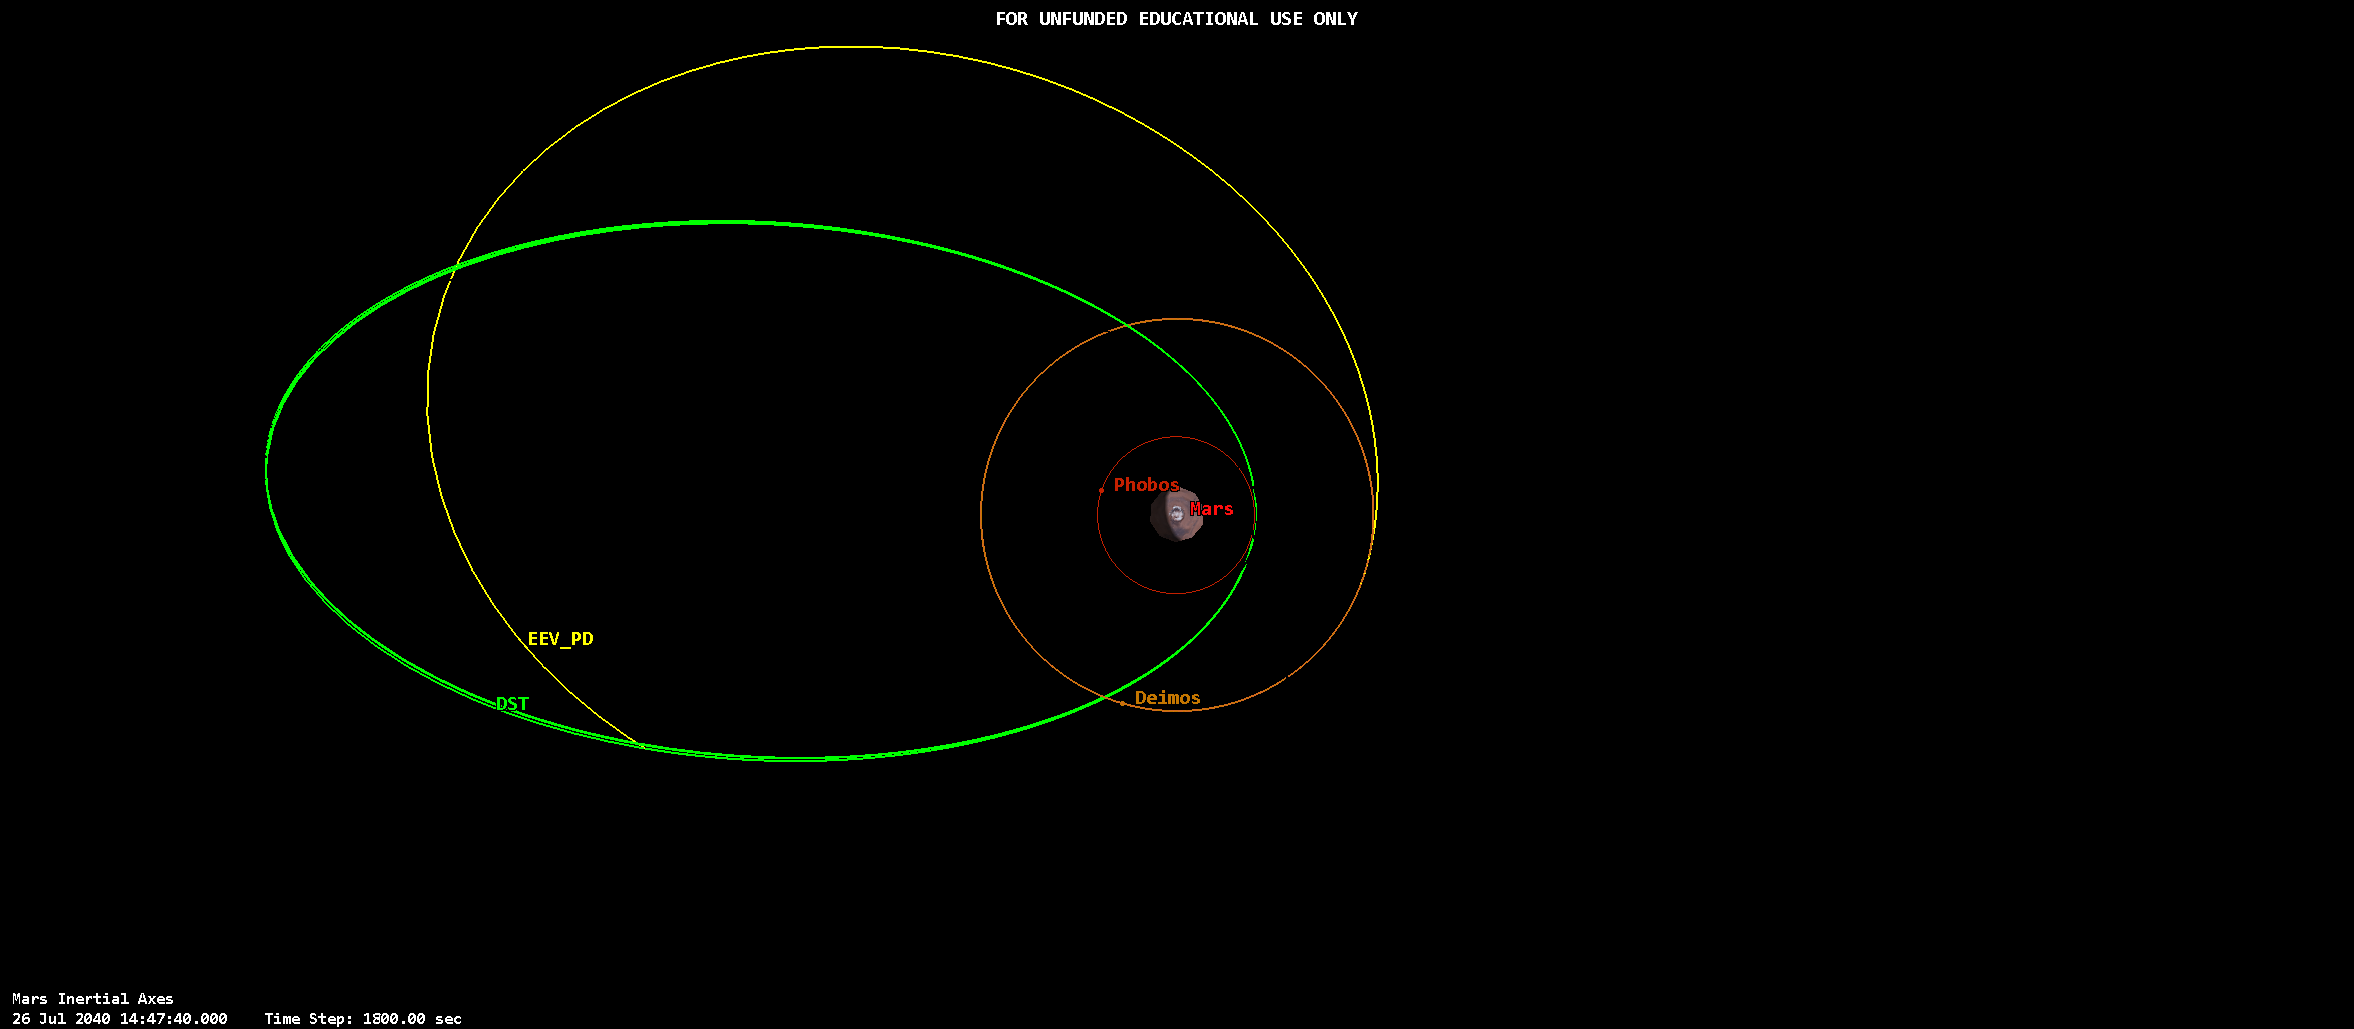 FOR UNFUNDED EDUCATIONAL USE ONLY
Phobos
Mars
EEV_PD
DST
Deimos
Mars Inertial Axes
26 Jul 2040 14:47:40.000 Time Step: 1800.00 sec